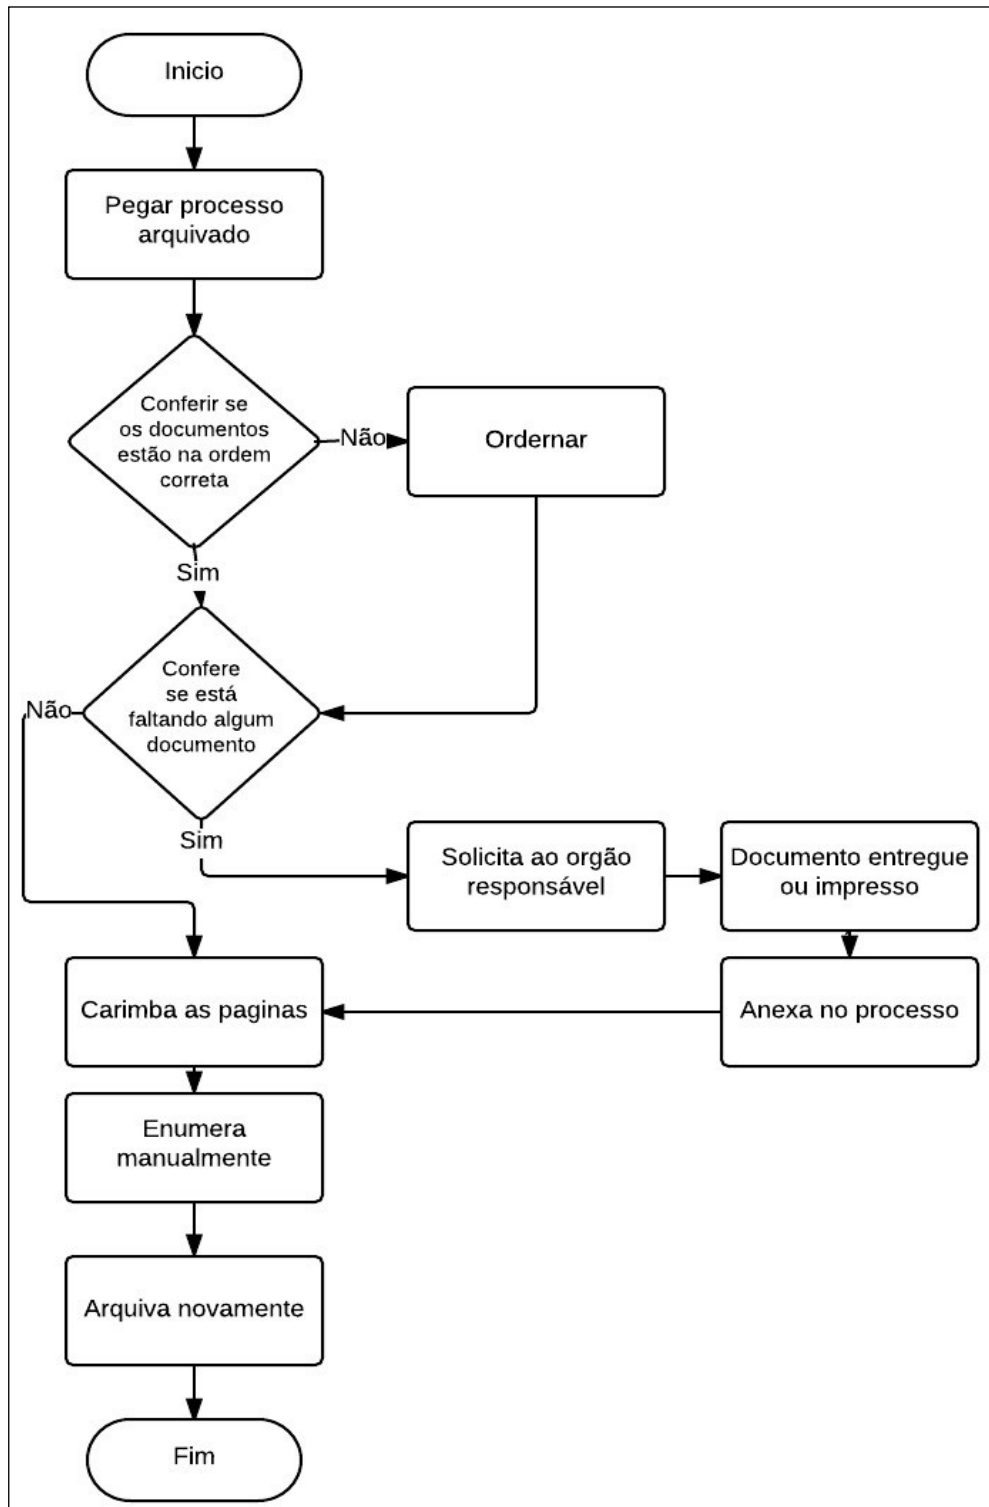 Inicio
Pegar processo
arquivado
Conferir se
os documentos
estão na ordem
correta
Não
Ordernar
Sim
Confere
se está
faltando algum
documento
Não
Sim
Solicita ao orgão
responsável
Documento entregue
ou impresso
Carimba as paginas
Anexa no processo
Enumera
manualmente
Arquiva novamente
Fim